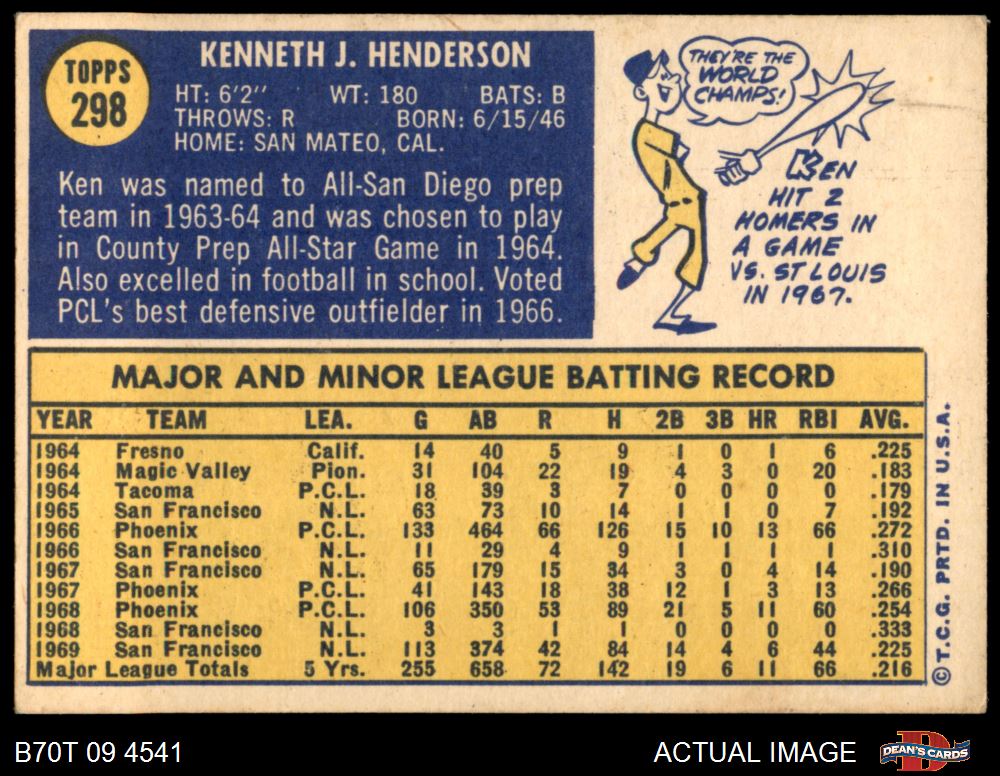 TOPPS
298
KENNETH J. HENDERSON
HT: 6'2" WT: 180 BATS: B
THROWS: R BORN: 6/15/46
HOME: SAN MATEO, CAL.
Ken was named to All-San Diego prep
team in 1963-64 and was chosen to play
in County Prep All-Star Game in 1964.
Also excelled in football in school. Voted
PCL's best defensive outfielder in 1966.
THEY'RE THE
WORLD
CHAMPS!
KEN
HIT 2
HOMERS IN
A GAME
VS. ST LOUIS
IN 1967.
MAJOR AND MINOR LEAGUE BATTING RECORD
YEAR TEAM LEA. G AB R H 2B 3B HR RBI AVG.
1964 Fresno Calif. 14 40 5 9 1 0 1 6 .225
1964 Magic Valley Pion. 31 104 22 19 4 3 0 20 .183
1964 Tacoma P.C.L. 18 39 3 7 0 0 0 0 .179
1965 San Francisco N.L. 63 73 10 14 1 1 0 7 .192
1966 Phoenix P.C.L. 133 464 66 126 15 10 13 66 .272
1966 San Francisco N.L. 11 29 4 9 1 1 1 1 .310
1967 San Francisco N.L. 65 179 15 34 3 0 4 14 .190
1967 Phoenix P.C.L. 41 143 18 38 12 1 3 13 .266
1968 Phoenix P.C.L. 106 350 53 89 21 5 11 60 .254
1968 San Francisco N.L. 3 3 1 1 0 0 0 0 .333
1969 San Francisco N.L. 113 374 42 84 14 4 6 44 .225
Major League Totals 5 Yrs. 255 658 72 142 19 6 11 66 .216
© T.C.G. PRTD. IN U.S.A.
B70T 09 4541
ACTUAL IMAGE
DEAN'S CARDS